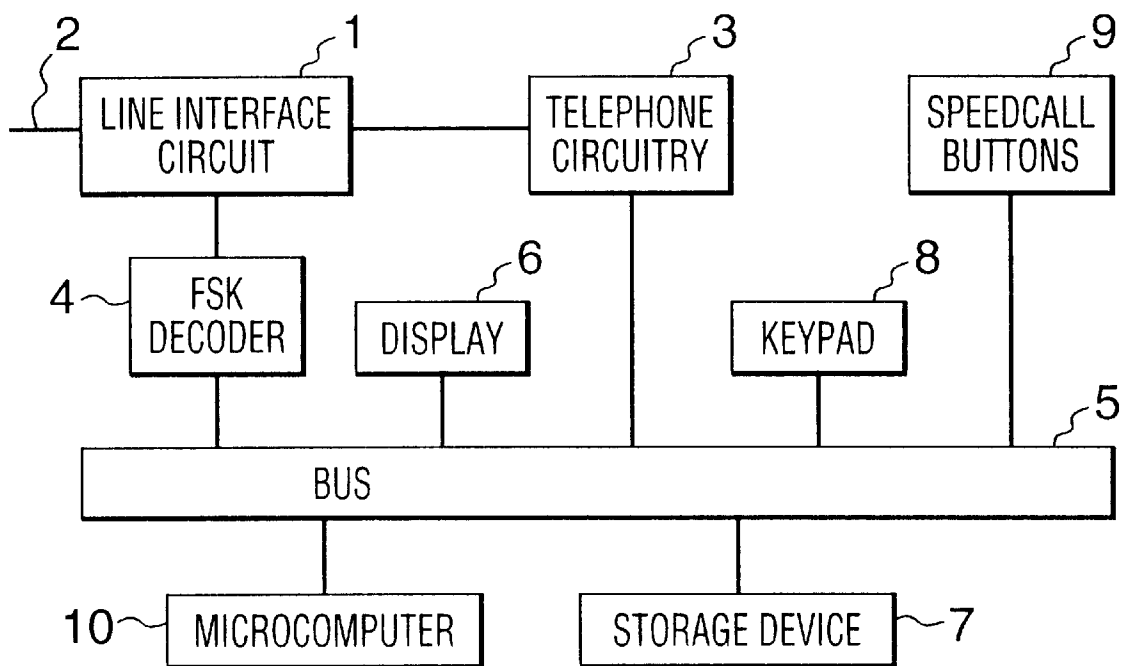 2
1
3
9
LINE INTERFACE
CIRCUIT
TELEPHONE
CIRCUITRY
SPEEDCALL
BUTTONS
4
FSK
DECODER
6
DISPLAY
8
KEYPAD
5
BUS
10
MICROCOMPUTER
STORAGE DEVICE
7